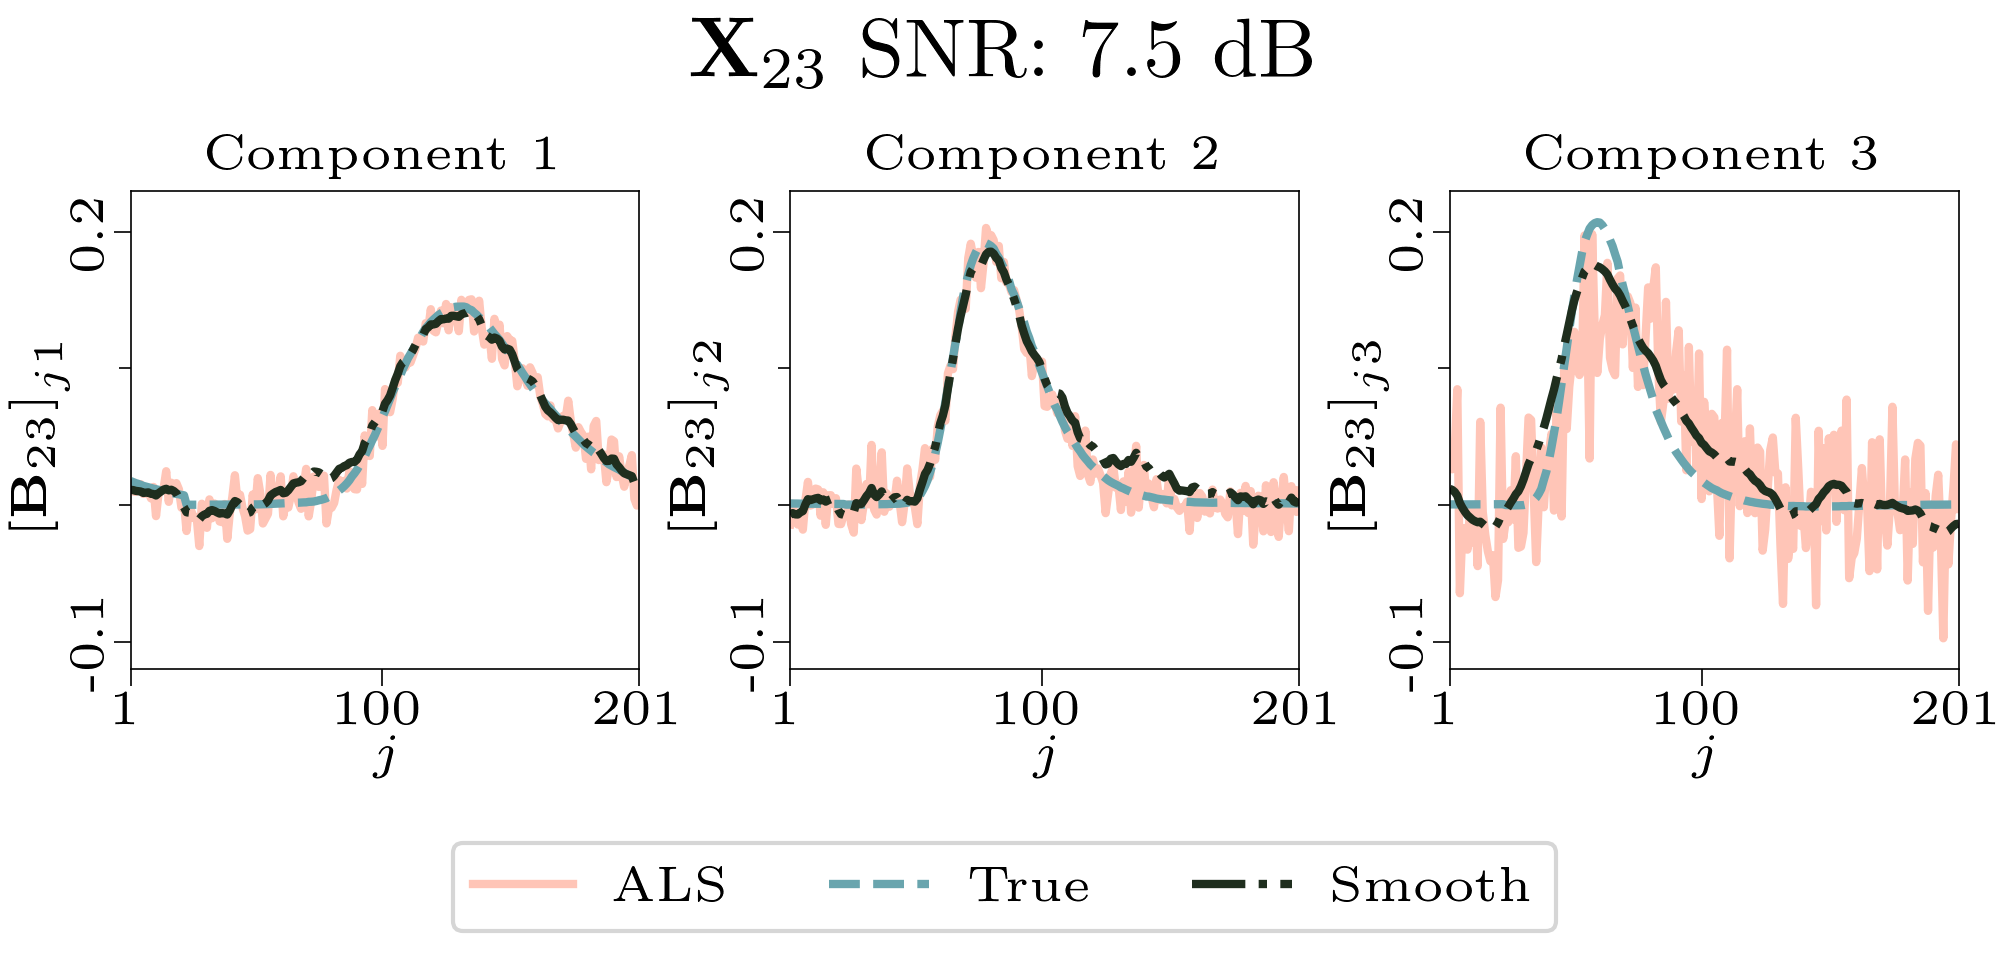 X₂₃ SNR: 7.5 dB
Component 1
Component 2
Component 3
[B₂₃]ⱼ₁
0.2
-0.1
1 100 201
j
[B₂₃]ⱼ₂
0.2
-0.1
1 100 201
j
[B₂₃]ⱼ₃
0.2
-0.1
1 100 201
j
ALS True Smooth